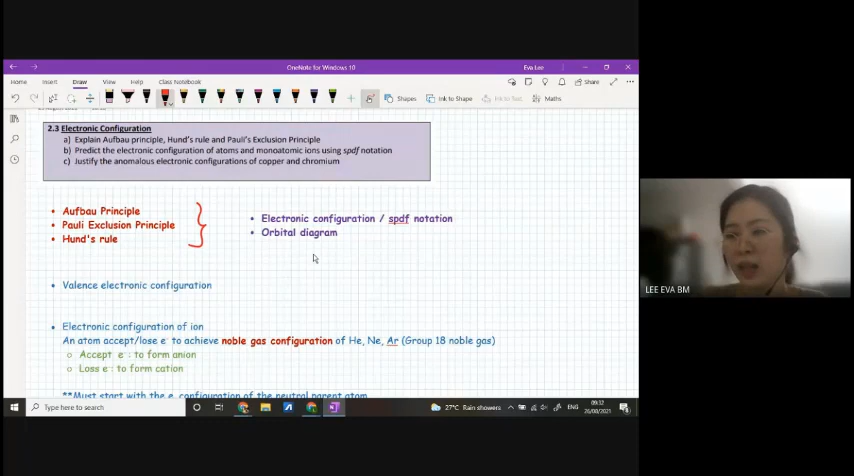 OneNote for Windows 10
Eva Lee
Home Insert Draw View Help Class Notebook
Share
Shapes Ink to Shape Ink to Text Maths
2.3 Electronic Configuration
a) Explain Aufbau principle, Hund's rule and Pauli's Exclusion Principle
b) Predict the electronic configuration of atoms and monoatomic ions using spdf notation
c) Justify the anomalous electronic configurations of copper and chromium
• Aufbau Principle
• Pauli Exclusion Principle
• Hund's rule
• Electronic configuration / spdf notation
• Orbital diagram
• Valence electronic configuration
• Electronic configuration of ion
An atom accept/lose e⁻ to achieve noble gas configuration of He, Ne, Ar (Group 18 noble gas)
○ Accept e⁻ : to form anion
○ Loss e⁻ : to form cation
**Must start with the e⁻ configuration of the neutral parent atom
LEE EVA BM
Type here to search
27°C Rain showers
ENG
09:32
26/08/2021